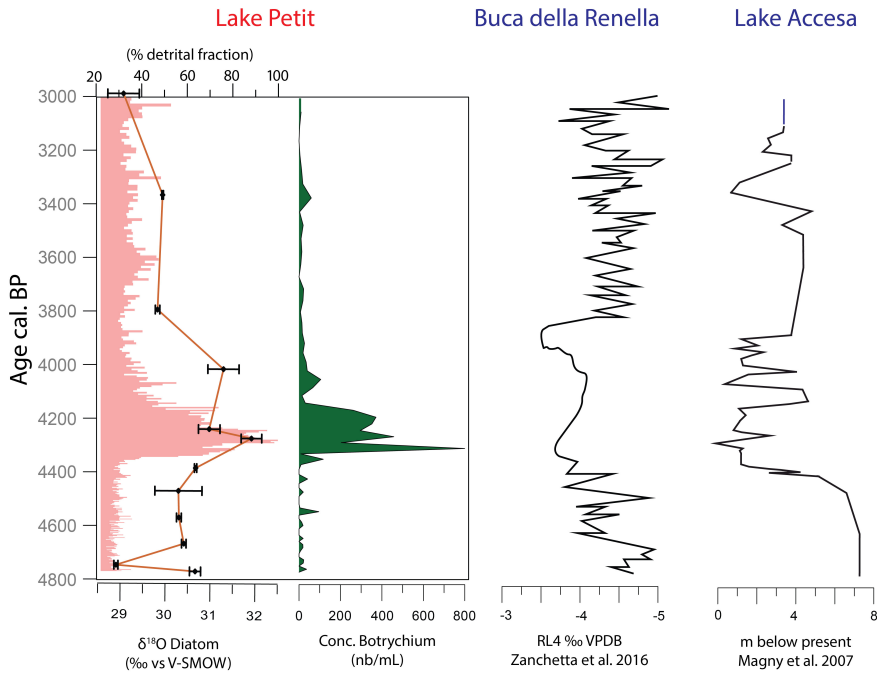 Lake Petit
Buca della Renella
Lake Accesa
(% detrital fraction)
20 40 60 80 100
Age cal. BP
3000
3200
3400
3600
3800
4000
4200
4400
4600
4800
29 30 31 32
0 200 400 600 800
-3 -4 -5
0 4 8
δ18O Diatom
(‰ vs V-SMOW)
Conc. Botrychium
(nb/mL)
RL4 ‰ VPDB
Zanchetta et al. 2016
m below present
Magny et al. 2007